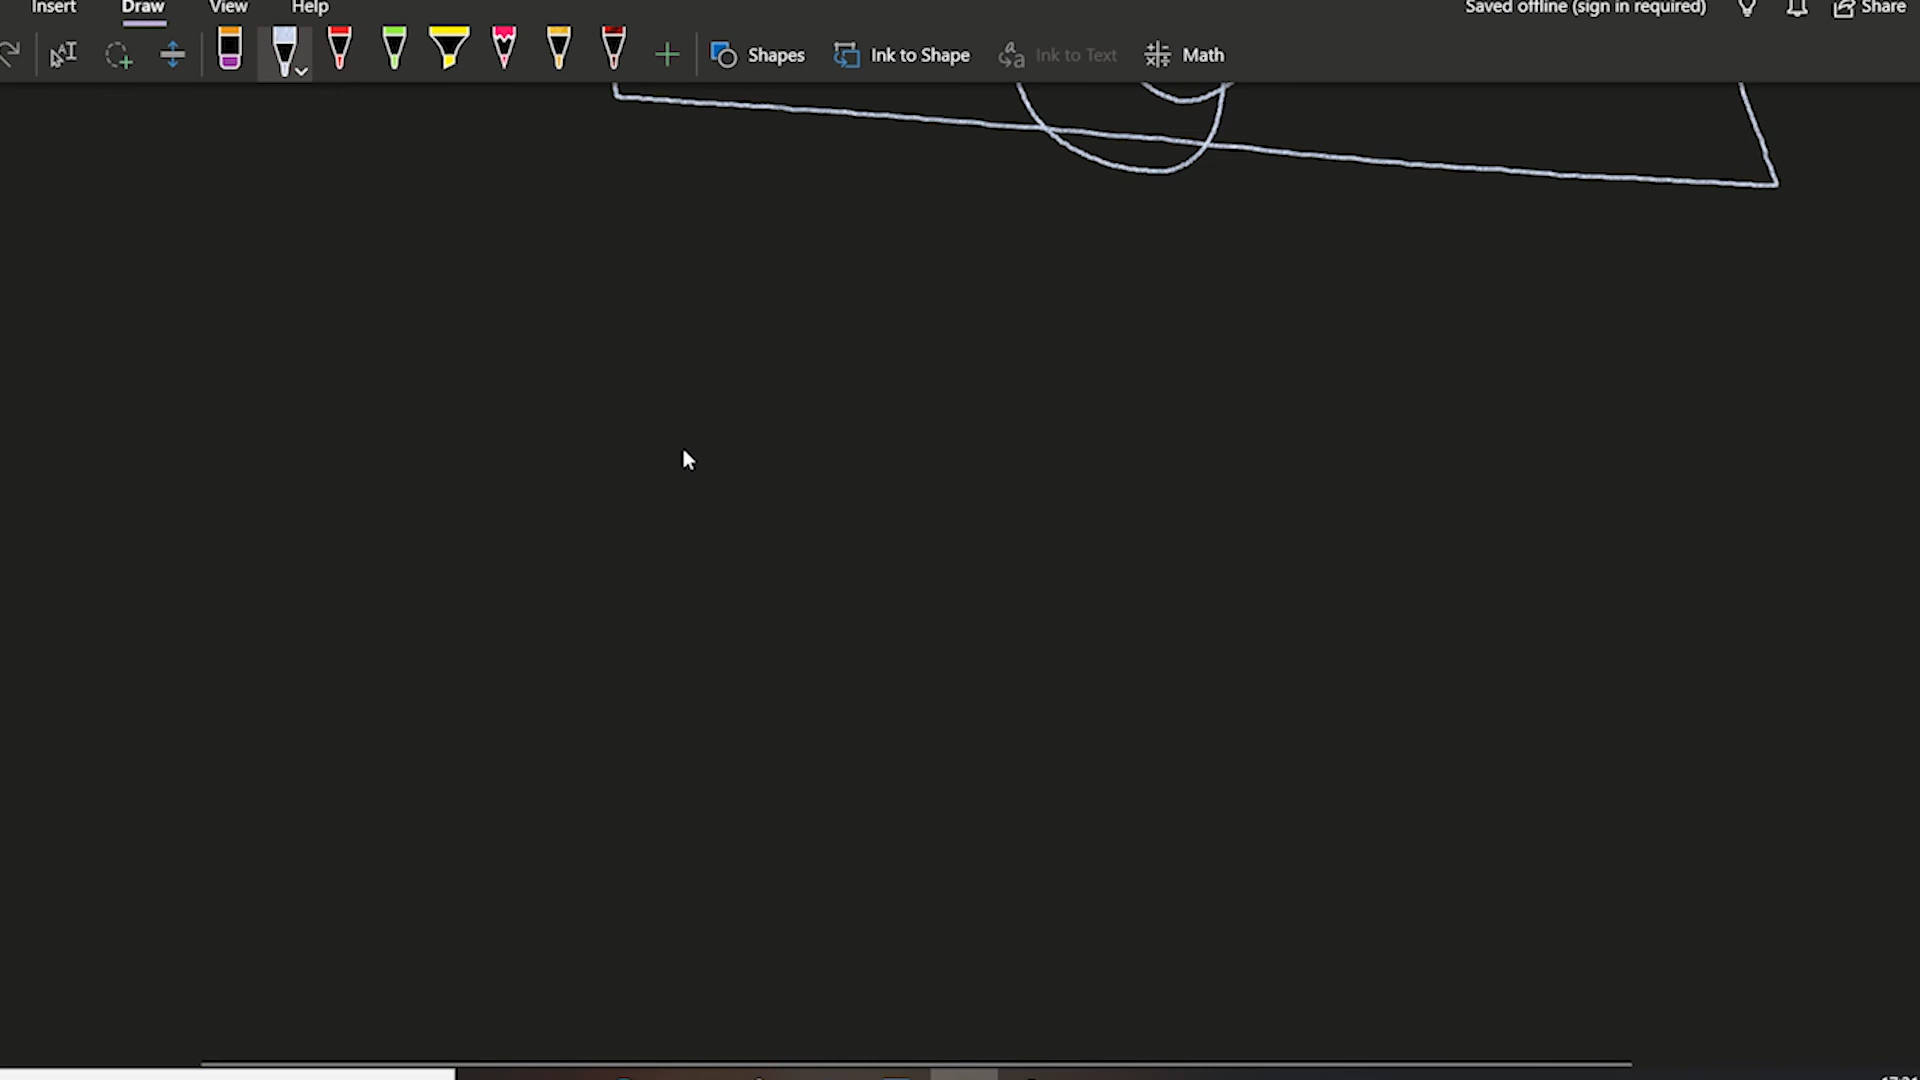 Insert Draw View Help Saved offline (sign in required) Share
Shapes Ink to Shape Ink to Text Math